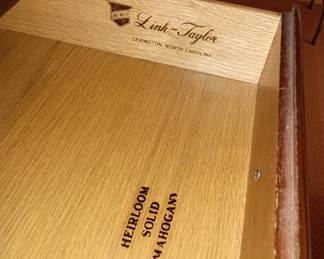 Link-Taylor
LEXINGTON, NORTH CAROLINA
HEIRLOOM
SOLID
MAHOGANY